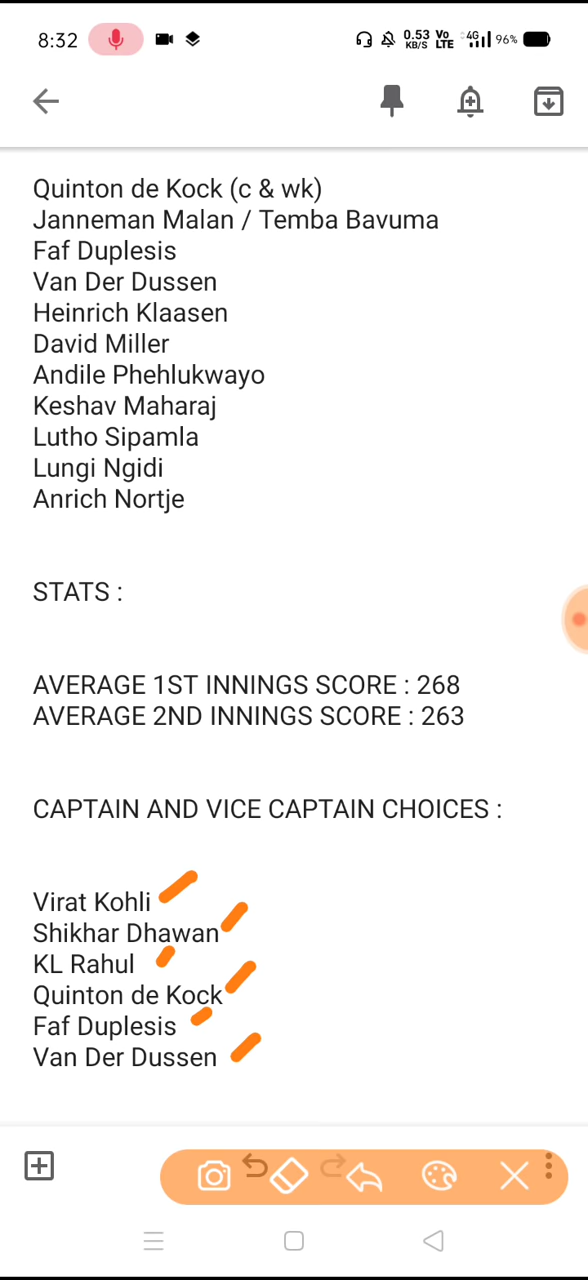 8:32
0.53 KB/S Vo LTE 4G 96%
Quinton de Kock (c & wk)
Janneman Malan / Temba Bavuma
Faf Duplesis
Van Der Dussen
Heinrich Klaasen
David Miller
Andile Phehlukwayo
Keshav Maharaj
Lutho Sipamla
Lungi Ngidi
Anrich Nortje
STATS :
AVERAGE 1ST INNINGS SCORE : 268
AVERAGE 2ND INNINGS SCORE : 263
CAPTAIN AND VICE CAPTAIN CHOICES :
Virat Kohli
Shikhar Dhawan
KL Rahul
Quinton de Kock
Faf Duplesis
Van Der Dussen